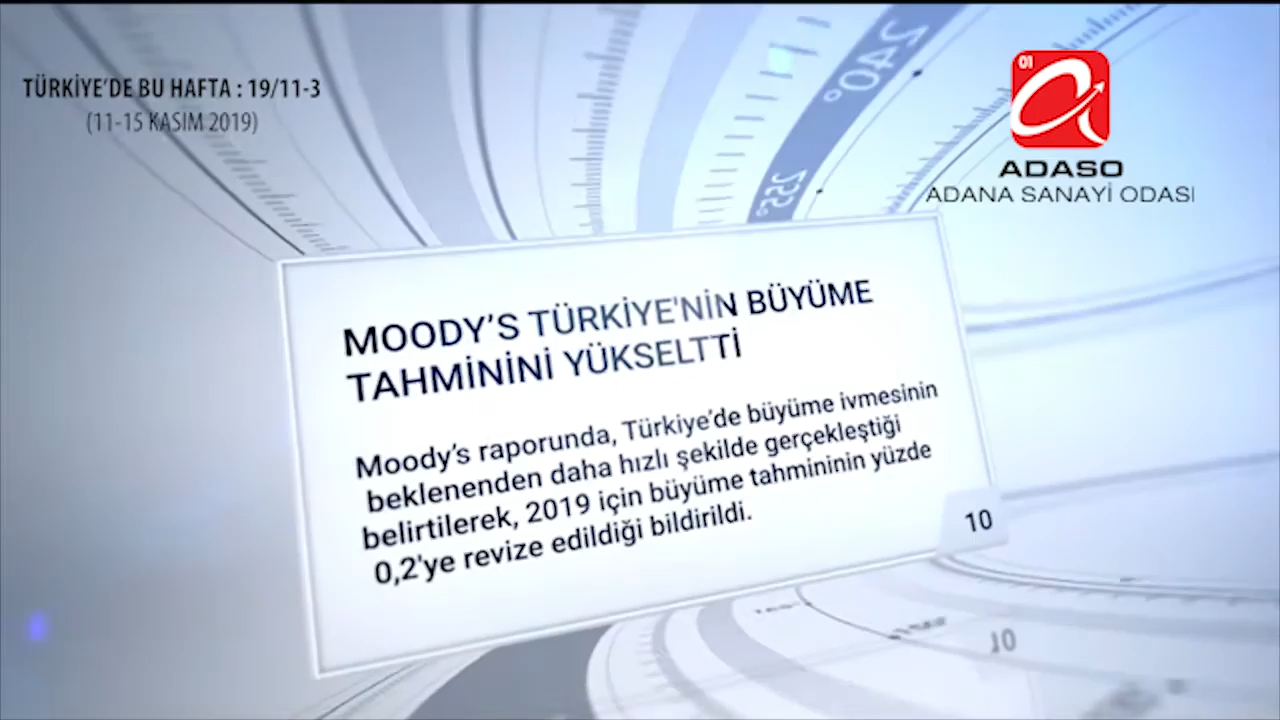 TÜRKİYE'DE BU HAFTA : 19/11-3
(11-15 KASIM 2019)
01
ADASO
ADANA SANAYİ ODASI
240°
255°
MOODY'S TÜRKİYE'NİN BÜYÜME
TAHMİNİNİ YÜKSELTTİ
Moody's raporunda, Türkiye'de büyüme ivmesinin
beklenenden daha hızlı şekilde gerçekleştiği
belirtilerek, 2019 için büyüme tahmininin yüzde
0,2'ye revize edildiği bildirildi.
10